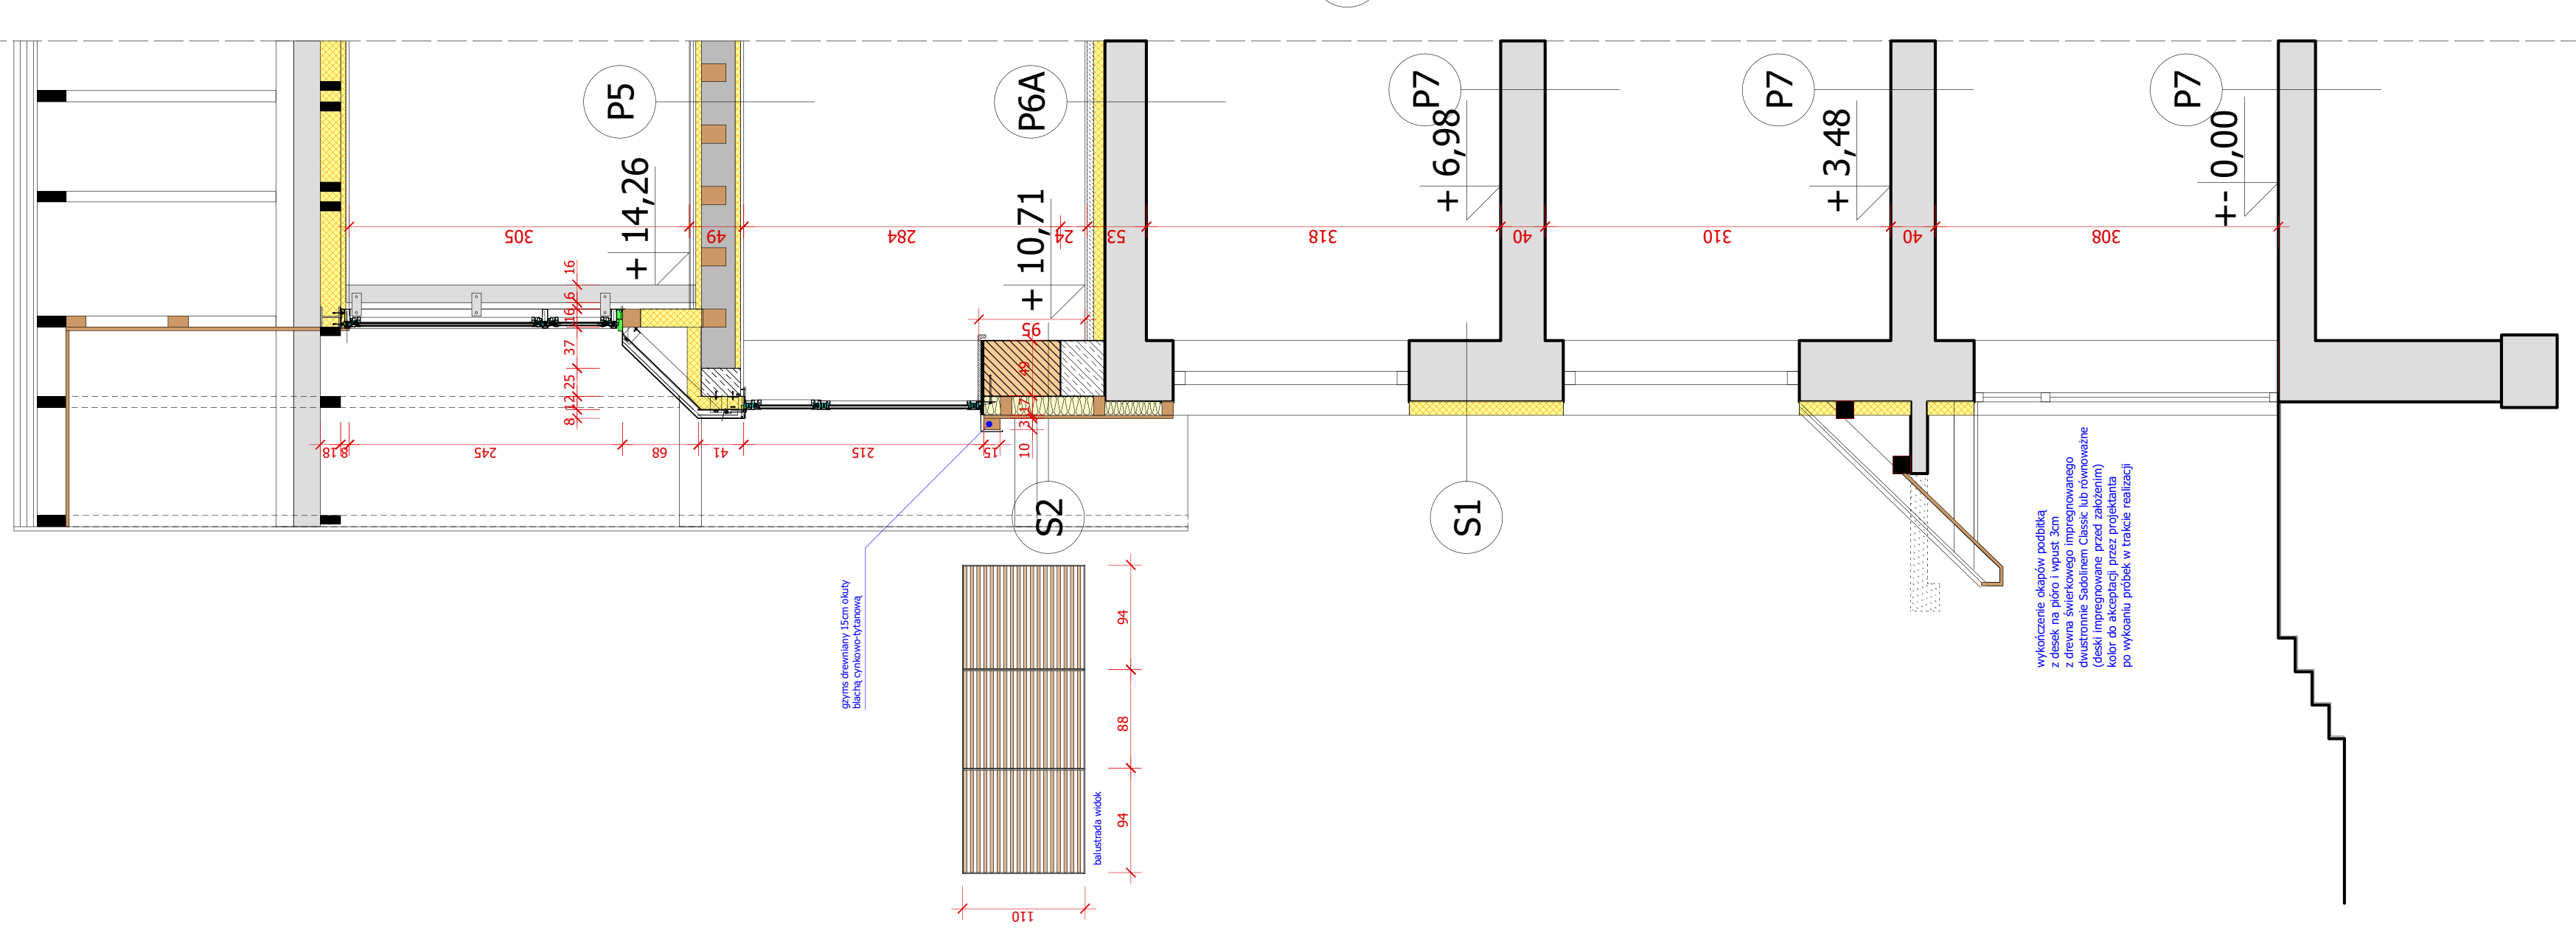 P5
P6A
P7
P7
P7
+ 14,26
+ 10,71
+ 6,98
+ 3,48
+- 0,00
305
49
284
24
53
318
40
310
40
308
16
6
16
37
25
12
8
95
49
17
3
10
18
8
245
68
41
215
15
S2
S1
gzyms drewniany 15cm okuty
blachą cynkowo-tytanową
wykończenie okapów podbitką
z desek na pióro i wpust 3cm
z drewna świerkowego impregnowanego
dwustronnie Sadolinem Classic lub równoważne
(deski impregnowane przed założenim)
kolor do akceptacji przez projektanta
po wykoaniu próbek w trakcie realizacji
94
88
94
balustrada widok
110